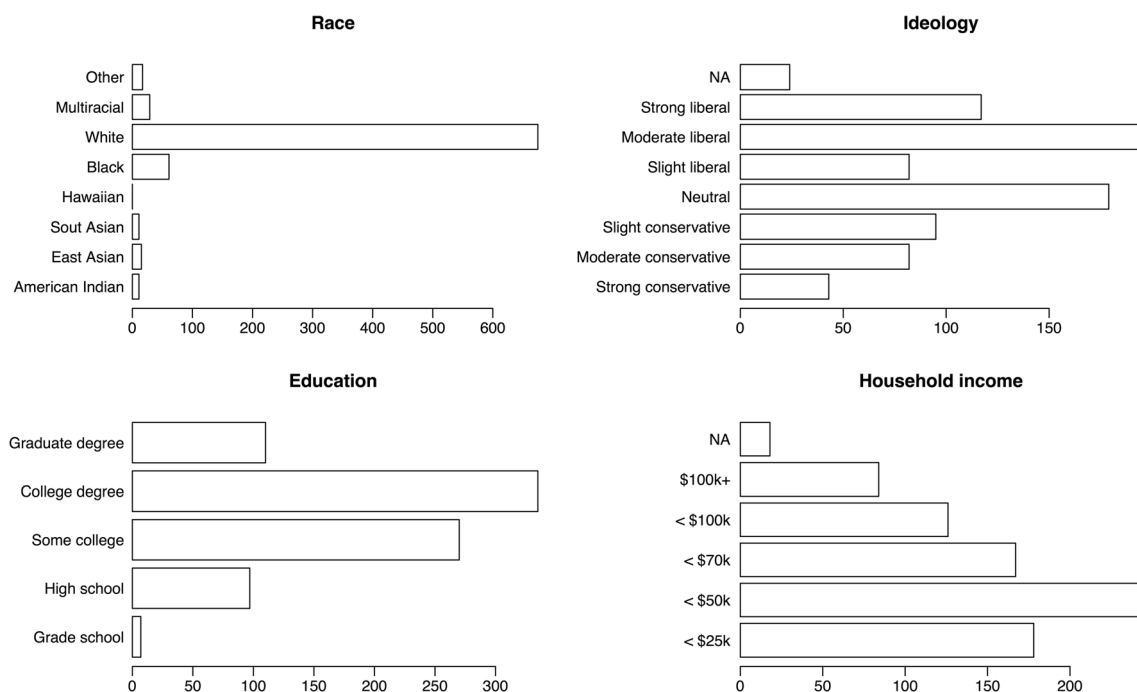 Race
Other
Multiracial
White
Black
Hawaiian
Sout Asian
East Asian
American Indian
0 100 200 300 400 500 600
Ideology
NA
Strong liberal
Moderate liberal
Slight liberal
Neutral
Slight conservative
Moderate conservative
Strong conservative
0 50 100 150
Education
Graduate degree
College degree
Some college
High school
Grade school
0 50 100 150 200 250 300
Household income
NA
$100k+
< $100k
< $70k
< $50k
< $25k
0 50 100 150 200